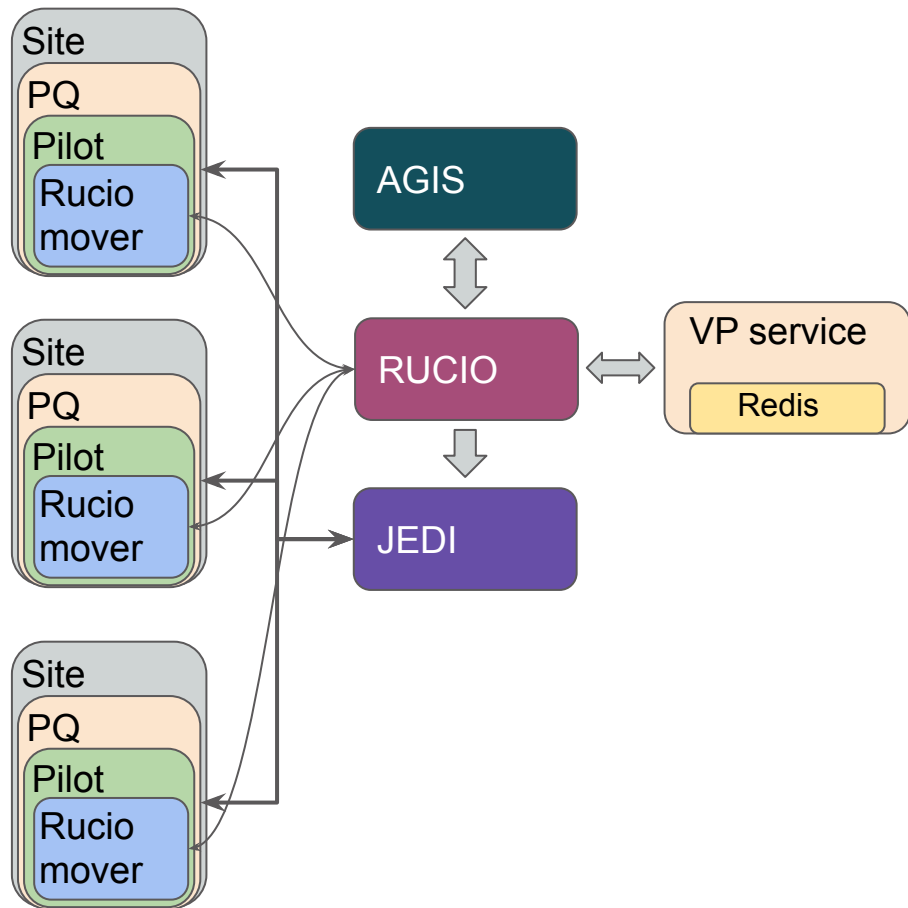 Site
PQ
Pilot
Rucio
mover
Site
PQ
Pilot
Rucio
mover
Site
PQ
Pilot
Rucio
mover
AGIS
RUCIO
JEDI
VP service
Redis